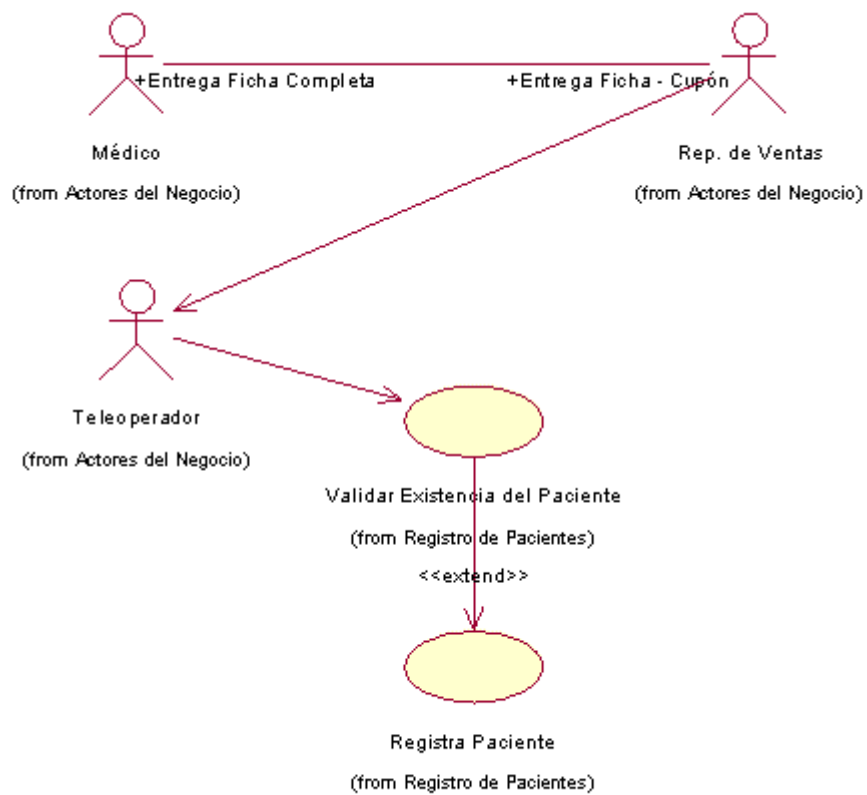 +Entrega Ficha Completa
+Entrega Ficha - Cupón
Médico
(from Actores del Negocio)
Rep. de Ventas
(from Actores del Negocio)
Teleoperador
(from Actores del Negocio)
Validar Existencia del Paciente
(from Registro de Pacientes)
<<extend>>
Registra Paciente
(from Registro de Pacientes)